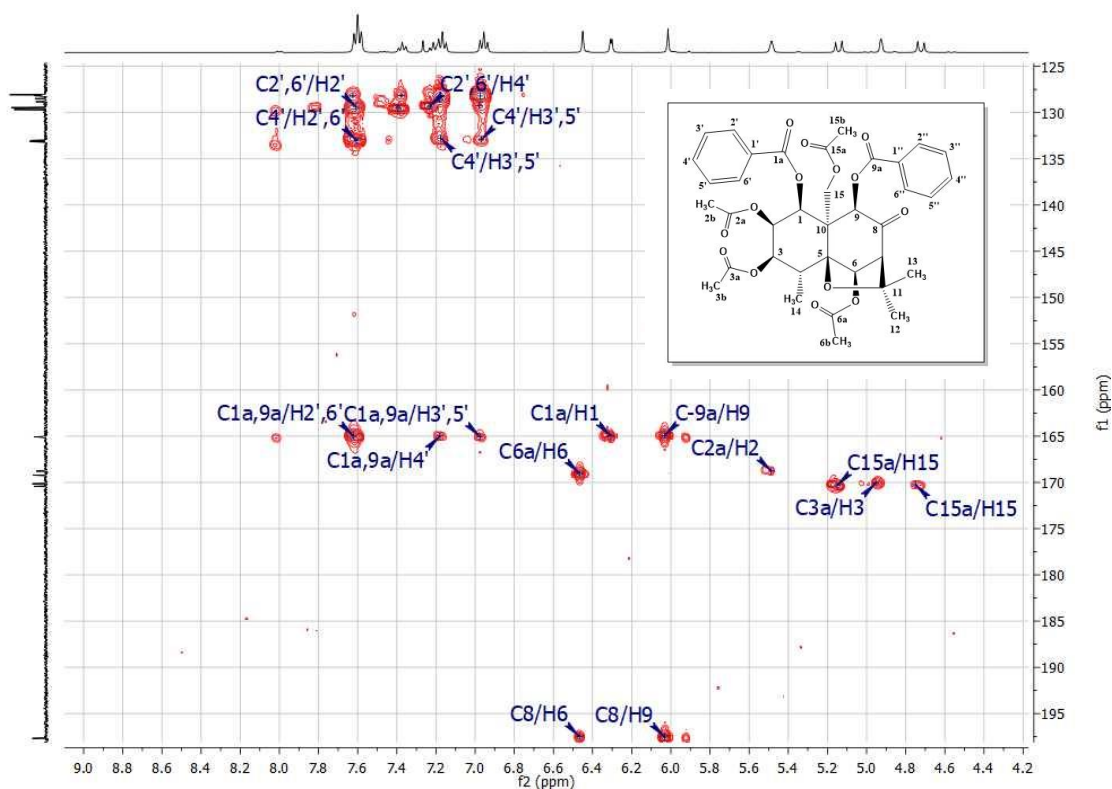 C2',6'/H2'
C2',6'/H4'
C4'/H2',6'
C4'/H3',5'
C4'/H3',5'
C1a,9a/H2',6'
C1a,9a/H3',5'
C1a/H1
C-9a/H9
C1a,9a/H4'
C6a/H6
C2a/H2
C15a/H15
C3a/H3
C15a/H15
C8/H6
C8/H9
15b
CH₃
O
15a
O
2'
3'
1'
O
1a
4'
5'
6'
O
15
O
9a
O
1''
2''
3''
4''
5''
6''
H₃C
2b
2a
O
O
1
10
9
8
O
3
5
6
13
CH₃
O
3a
O
H₃C
3b
H₃C
14
O
O
11
CH₃
12
O
6a
CH₃
6b
125
130
135
140
145
150
155
160
165
170
175
180
185
190
195
f1 (ppm)
9.0 8.8 8.6 8.4 8.2 8.0 7.8 7.6 7.4 7.2 7.0 6.8 6.6 6.4 6.2 6.0 5.8 5.6 5.4 5.2 5.0 4.8 4.6 4.4 4.2
f2 (ppm)